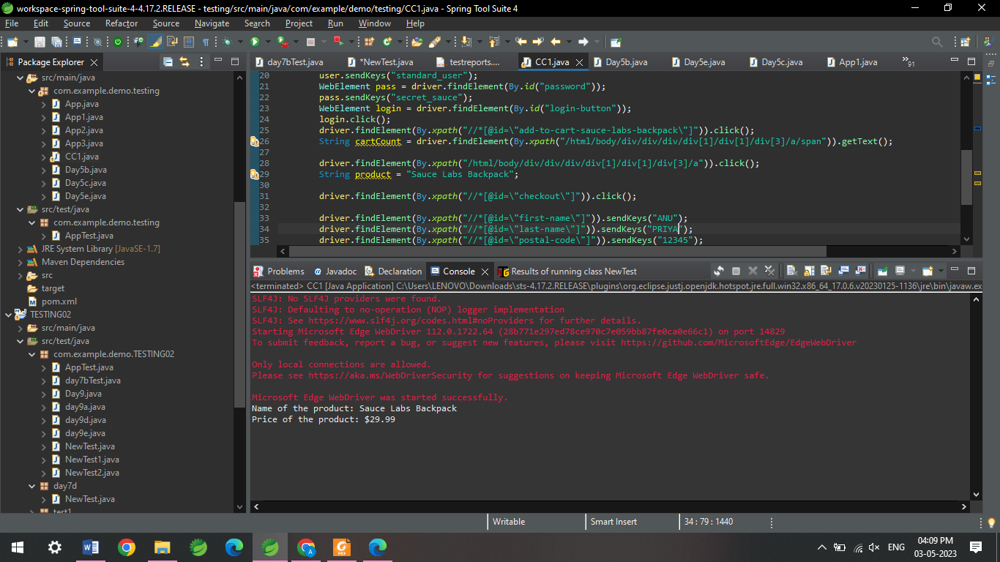 workspace-spring-tool-suite-4-4.17.2.RELEASE - testing/src/main/java/com/example/demo/testing/CC1.java - Spring Tool Suite 4
File Edit Source Refactor Source Navigate Search Project Run Window Help
Package Explorer
src/main/java
com.example.demo.testing
App.java
App1.java
App2.java
App3.java
CC1.java
Day5b.java
Day5c.java
Day5e.java
src/test/java
com.example.demo.testing
AppTest.java
JRE System Library [JavaSE-1.7]
Maven Dependencies
src
target
pom.xml
TESTING02
src/main/java
src/test/java
com.example.demo.TESTING02
AppTest.java
day7bTest.java
Day9.java
day9a.java
day9d.java
day9e.java
NewTest.java
NewTest1.java
NewTest2.java
day7d
NewTest.java
test1
day7bTest.java *NewTest.java testreports.... CC1.java Day5b.java Day5e.java Day5c.java App1.java »91
20 user.sendKeys("standard_user");
21 WebElement pass = driver.findElement(By.id("password"));
22 pass.sendKeys("secret_sauce");
23 WebElement login = driver.findElement(By.id("login-button"));
24 login.click();
25 driver.findElement(By.xpath("//*[@id=\"add-to-cart-sauce-labs-backpack\"]")).click();
26 String cartCount = driver.findElement(By.xpath("/html/body/div/div/div/div[1]/div[1]/div[3]/a/span")).getText();
27
28 driver.findElement(By.xpath("/html/body/div/div/div/div[1]/div[1]/div[3]/a")).click();
29 String product = "Sauce Labs Backpack";
30
31 driver.findElement(By.xpath("//*[@id=\"checkout\"]")).click();
32
33 driver.findElement(By.xpath("//*[@id=\"first-name\"]")).sendKeys("ANU");
34 driver.findElement(By.xpath("//*[@id=\"last-name\"]")).sendKeys("PRIYA");
35 driver.findElement(By.xpath("//*[@id=\"postal-code\"]")).sendKeys("12345");
Problems Javadoc Declaration Console Results of running class NewTest
<terminated> CC1 [Java Application] C:\Users\LENOVO\Downloads\sts-4.17.2.RELEASE\plugins\org.eclipse.justj.openjdk.hotspot.jre.full.win32.x86_64_17.0.6.v20230125-1136\jre\bin\javaw.ex
SLF4J: No SLF4J providers were found.
SLF4J: Defaulting to no-operation (NOP) logger implementation
SLF4J: See https://www.slf4j.org/codes.html#noProviders for further details.
Starting Microsoft Edge WebDriver 112.0.1722.64 (28b771e297ed78ce970c7e059bb87fe0ca0e66c1) on port 14829
To submit feedback, report a bug, or suggest new features, please visit https://github.com/MicrosoftEdge/EdgeWebDriver
Only local connections are allowed.
Please see https://aka.ms/WebDriverSecurity for suggestions on keeping Microsoft Edge WebDriver safe.
Microsoft Edge WebDriver was started successfully.
Name of the product: Sauce Labs Backpack
Price of the product: $29.99
Writable Smart Insert 34 : 79 : 1440
ENG 04:09 PM
03-05-2023